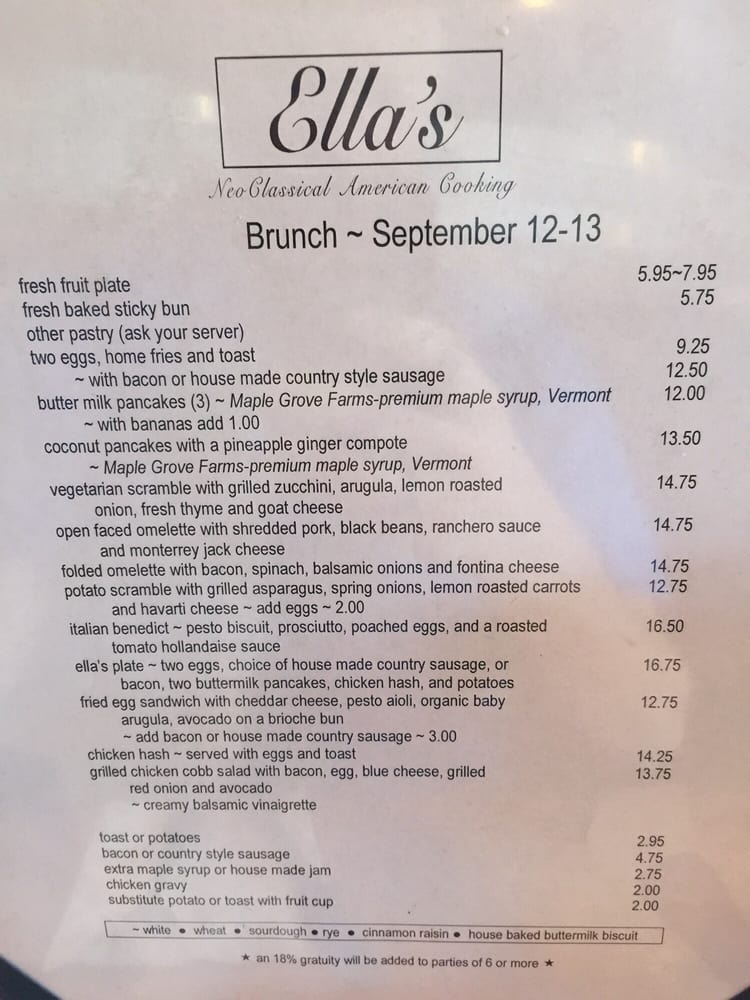 Ella's
Neo Classical American Cooking
Brunch ~ September 12-13
fresh fruit plate 5.95~7.95
fresh baked sticky bun 5.75
other pastry (ask your server)
two eggs, home fries and toast 9.25
~ with bacon or house made country style sausage 12.50
butter milk pancakes (3) ~ Maple Grove Farms-premium maple syrup, Vermont 12.00
~ with bananas add 1.00
coconut pancakes with a pineapple ginger compote 13.50
~ Maple Grove Farms-premium maple syrup, Vermont
vegetarian scramble with grilled zucchini, arugula, lemon roasted 14.75
onion, fresh thyme and goat cheese
open faced omelette with shredded pork, black beans, ranchero sauce 14.75
and monterrey jack cheese
folded omelette with bacon, spinach, balsamic onions and fontina cheese 14.75
potato scramble with grilled asparagus, spring onions, lemon roasted carrots 12.75
and havarti cheese ~ add eggs ~ 2.00
italian benedict ~ pesto biscuit, prosciutto, poached eggs, and a roasted 16.50
tomato hollandaise sauce
ella's plate ~ two eggs, choice of house made country sausage, or 16.75
bacon, two buttermilk pancakes, chicken hash, and potatoes
fried egg sandwich with cheddar cheese, pesto aioli, organic baby 12.75
arugula, avocado on a brioche bun
~ add bacon or house made country sausage ~ 3.00
chicken hash ~ served with eggs and toast 14.25
grilled chicken cobb salad with bacon, egg, blue cheese, grilled 13.75
red onion and avocado
~ creamy balsamic vinaigrette
toast or potatoes 2.95
bacon or country style sausage 4.75
extra maple syrup or house made jam 2.75
chicken gravy 2.00
substitute potato or toast with fruit cup 2.00
~ white • wheat • sourdough • rye • cinnamon raisin • house baked buttermilk biscuit
★ an 18% gratuity will be added to parties of 6 or more ★